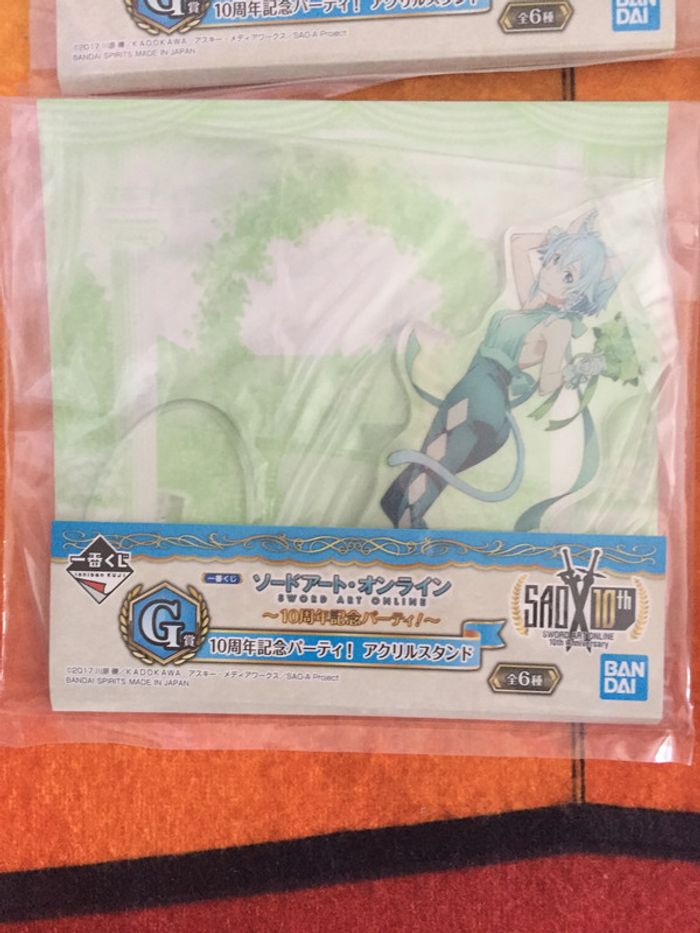 G賞
10周年記念パーティ! アクリルスタンド
全6種
BAN
DAI
©2017 川原 礫/KADOKAWA アスキー・メディアワークス/SAO-A Project
BANDAI SPIRITS MADE IN JAPAN
一番くじ
ICHIBAN KUJI
一番くじ
ソードアート・オンライン
SWORD ART ONLINE
～10周年記念パーティ!～
G賞
10周年記念パーティ! アクリルスタンド
SAO 10th
SWORD ART ONLINE
10th Anniversary
©2017 川原 礫/KADOKAWA アスキー・メディアワークス/SAO-A Project
BANDAI SPIRITS MADE IN JAPAN
全6種
BAN
DAI